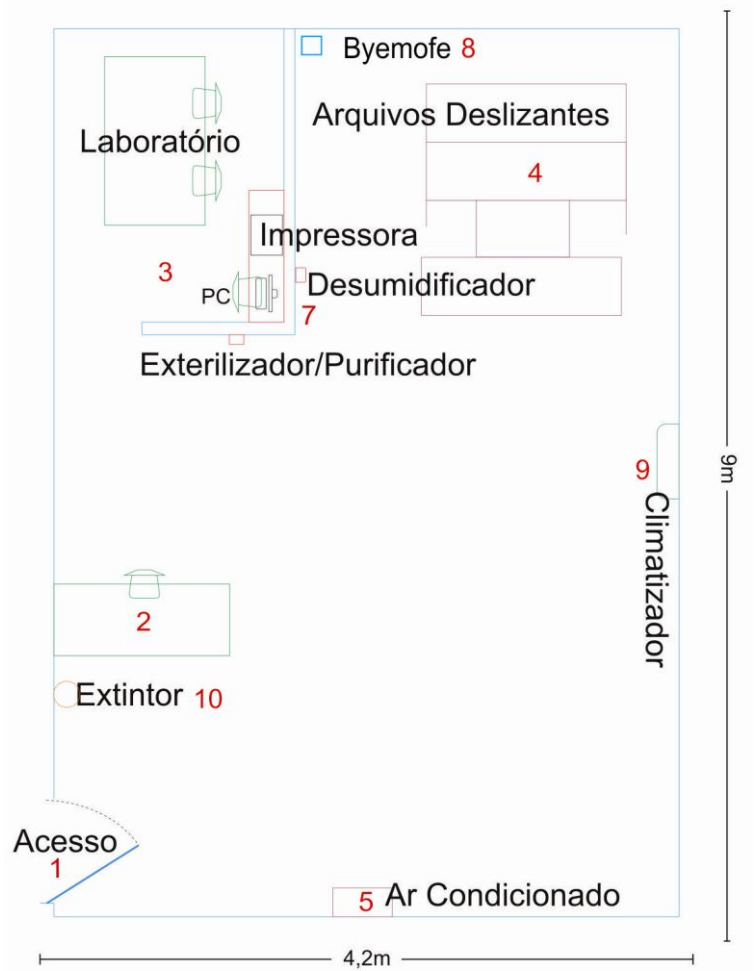 Byemofe 8
Arquivos Deslizantes
Laboratório
4
Impressora
3
PC
Desumidificador
7
Exterilizador/Purificador
9
9m
Climatizador
2
Extintor 10
Acesso
1
5 Ar Condicionado
4,2m